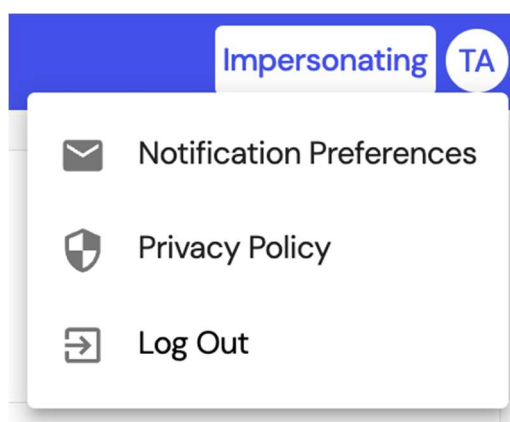 Impersonating
TA
Notification Preferences
Privacy Policy
Log Out